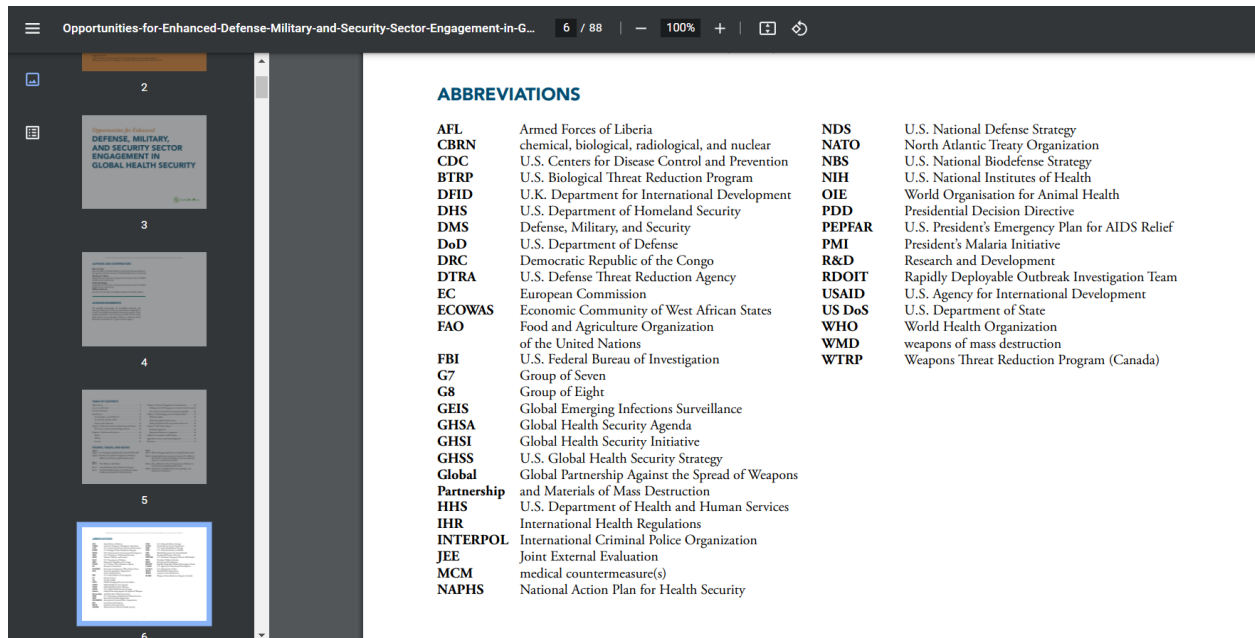 Opportunities-for-Enhanced-Defense-Military-and-Security-Sector-Engagement-in-G...
6 / 88
100%
2
Opportunities for Enhanced
DEFENSE, MILITARY,
AND SECURITY SECTOR
ENGAGEMENT IN
GLOBAL HEALTH SECURITY
3
4
5
6
ABBREVIATIONS
AFL Armed Forces of Liberia
CBRN chemical, biological, radiological, and nuclear
CDC U.S. Centers for Disease Control and Prevention
BTRP U.S. Biological Threat Reduction Program
DFID U.K. Department for International Development
DHS U.S. Department of Homeland Security
DMS Defense, Military, and Security
DoD U.S. Department of Defense
DRC Democratic Republic of the Congo
DTRA U.S. Defense Threat Reduction Agency
EC European Commission
ECOWAS Economic Community of West African States
FAO Food and Agriculture Organization
of the United Nations
FBI U.S. Federal Bureau of Investigation
G7 Group of Seven
G8 Group of Eight
GEIS Global Emerging Infections Surveillance
GHSA Global Health Security Agenda
GHSI Global Health Security Initiative
GHSS U.S. Global Health Security Strategy
Global Global Partnership Against the Spread of Weapons
Partnership and Materials of Mass Destruction
HHS U.S. Department of Health and Human Services
IHR International Health Regulations
INTERPOL International Criminal Police Organization
JEE Joint External Evaluation
MCM medical countermeasure(s)
NAPHS National Action Plan for Health Security
NDS U.S. National Defense Strategy
NATO North Atlantic Treaty Organization
NBS U.S. National Biodefense Strategy
NIH U.S. National Institutes of Health
OIE World Organisation for Animal Health
PDD Presidential Decision Directive
PEPFAR U.S. President's Emergency Plan for AIDS Relief
PMI President's Malaria Initiative
R&D Research and Development
RDOIT Rapidly Deployable Outbreak Investigation Team
USAID U.S. Agency for International Development
US DoS U.S. Department of State
WHO World Health Organization
WMD weapons of mass destruction
WTRP Weapons Threat Reduction Program (Canada)